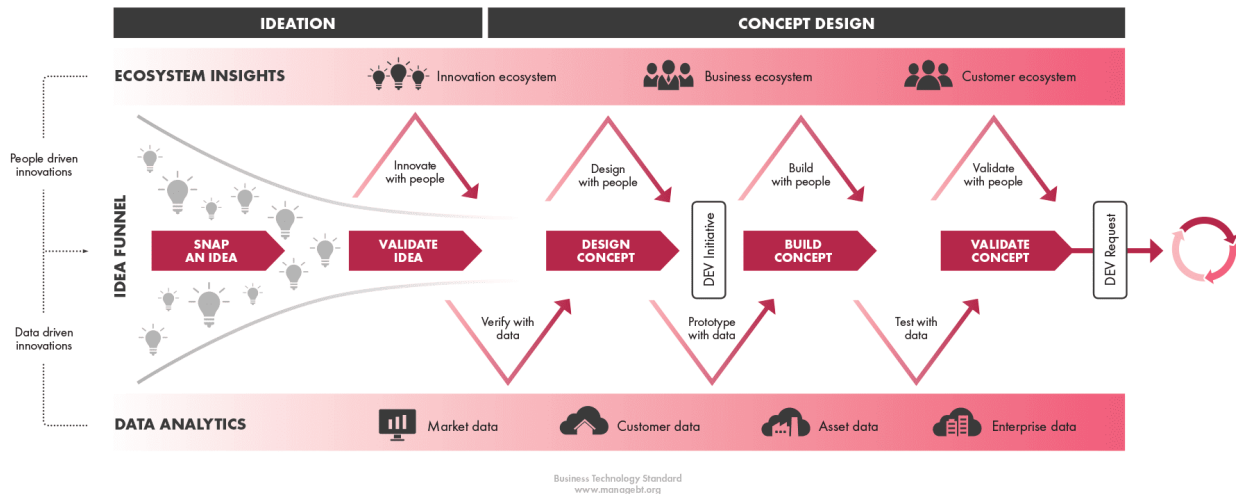 IDEATION
CONCEPT DESIGN
ECOSYSTEM INSIGHTS
Innovation ecosystem
Business ecosystem
Customer ecosystem
People driven
innovations
Data driven
innovations
IDEA FUNNEL
Innovate
with people
Design
with people
Build
with people
Validate
with people
SNAP
AN IDEA
VALIDATE
IDEA
DESIGN
CONCEPT
DEV Initiative
BUILD
CONCEPT
VALIDATE
CONCEPT
DEV Request
Verify with
data
Prototype
with data
Test with
data
DATA ANALYTICS
Market data
Customer data
Asset data
Enterprise data
Business Technology Standard
www.managebt.org